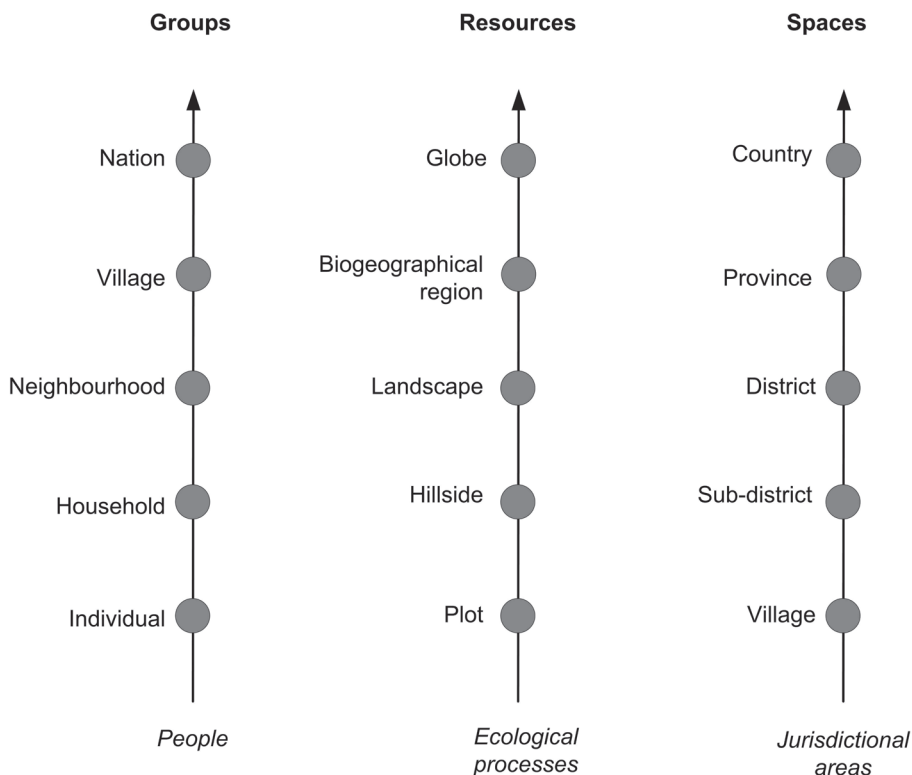 Groups
Resources
Spaces
Nation
Globe
Country
Village
Biogeographical
region
Province
Neighbourhood
Landscape
District
Household
Hillside
Sub-district
Individual
Plot
Village
People
Ecological
processes
Jurisdictional
areas